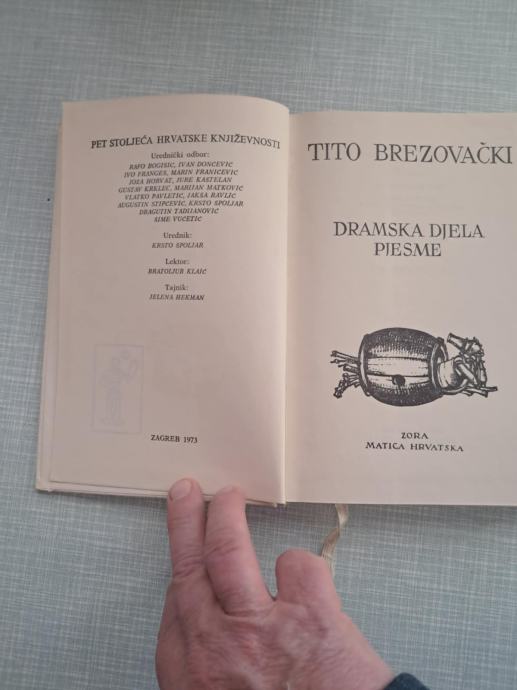 PET STOLJEĆA HRVATSKE KNJIŽEVNOSTI
Urednički odbor:
RAFO BOGIŠIĆ, IVAN DONČEVIĆ,
IVO FRANGEŠ, MARIN FRANIČEVIĆ,
JOŽA HORVAT, JURE KAŠTELAN,
GUSTAV KRKLEC, MARIJAN MATKOVIĆ,
VLATKO PAVLETIĆ, JAKŠA RAVLIĆ,
AUGUSTIN STIPČEVIĆ, KRSTO ŠPOLJAR,
DRAGUTIN TADIJANOVIĆ,
ŠIME VUČETIĆ
Urednik:
KRSTO ŠPOLJAR
Lektor:
BRATOLJUB KLAIĆ
Tajnik:
JELENA HEKMAN
ZAGREB 1973
TITO BREZOVAČKI
DRAMSKA DJELA
PJESME
ZORA
MATICA HRVATSKA